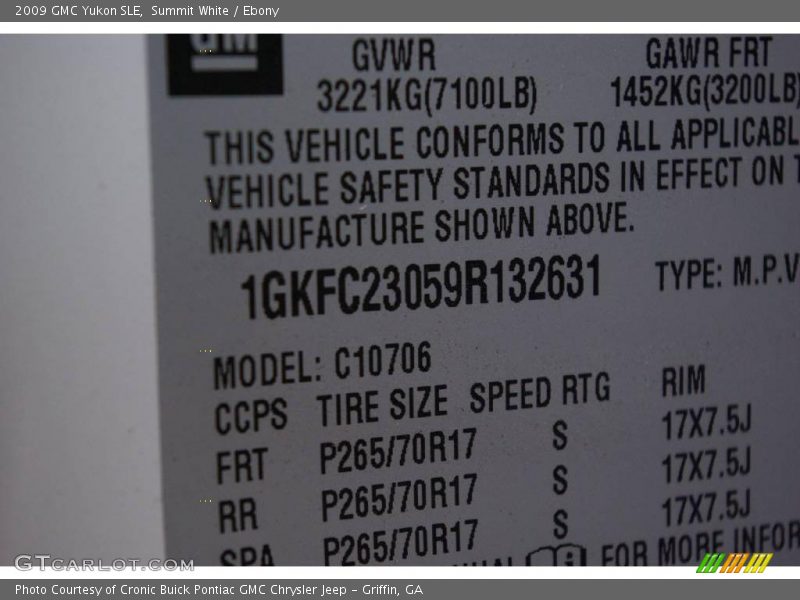 2009 GMC Yukon SLE, Summit White / Ebony
GM
GVWR GAWR FRT
3221KG(7100LB) 1452KG(3200LB)
THIS VEHICLE CONFORMS TO ALL APPLICABL
VEHICLE SAFETY STANDARDS IN EFFECT ON T
MANUFACTURE SHOWN ABOVE.
1GKFC23059R132631 TYPE: M.P.V
MODEL: C10706
CCPS TIRE SIZE SPEED RTG RIM
FRT P265/70R17 S 17X7.5J
RR P265/70R17 S 17X7.5J
SPA P265/70R17 S 17X7.5J
FOR MORE INFOR
GTCARLOT.COM
Photo Courtesy of Cronic Buick Pontiac GMC Chrysler Jeep - Griffin, GA